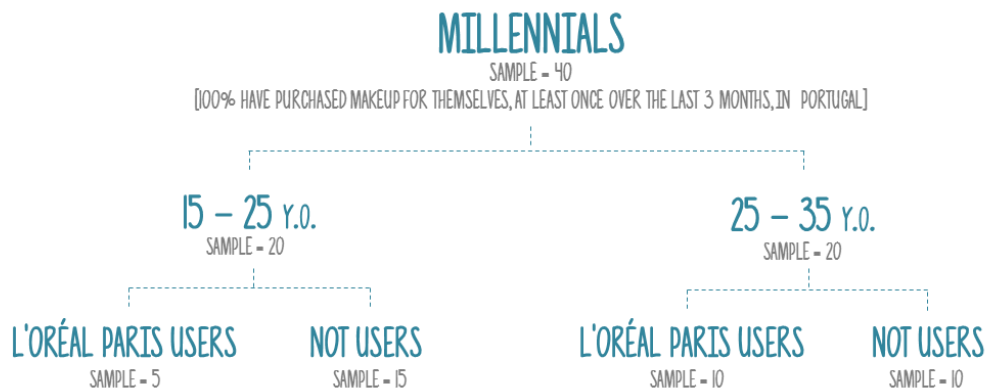 MILLENNIALS
SAMPLE = 40
[100% HAVE PURCHASED MAKEUP FOR THEMSELVES, AT LEAST ONCE OVER THE LAST 3 MONTHS, IN PORTUGAL]
15 – 25 Y.O.
SAMPLE = 20
25 – 35 Y.O.
SAMPLE = 20
L'ORÉAL PARIS USERS
SAMPLE = 5
NOT USERS
SAMPLE = 15
L'ORÉAL PARIS USERS
SAMPLE = 10
NOT USERS
SAMPLE = 10